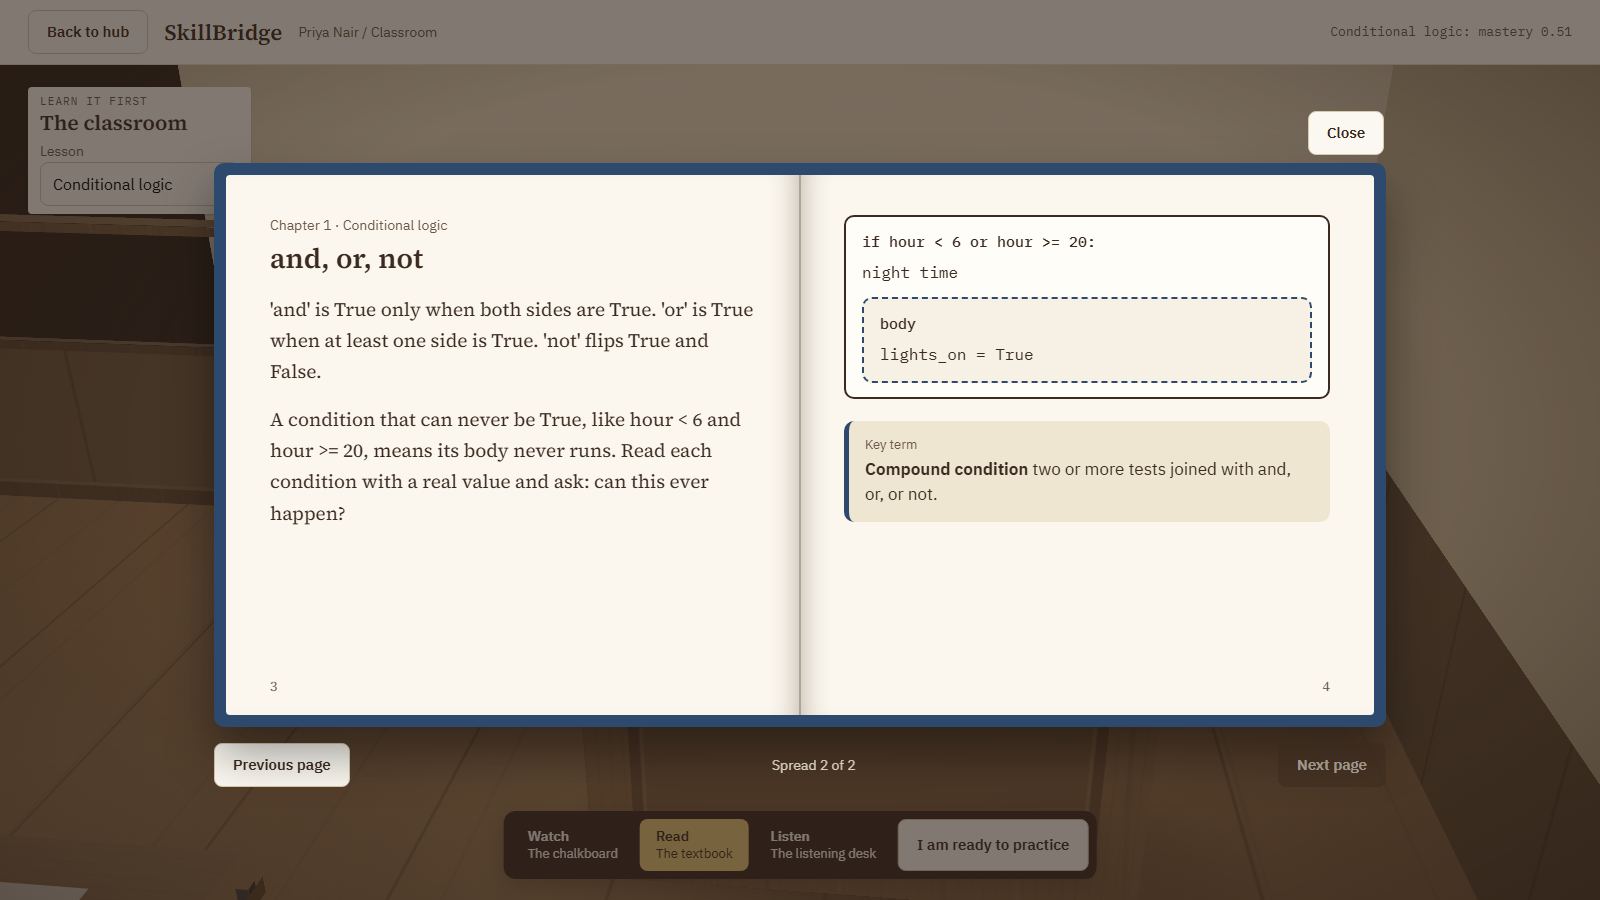 Back to hub
SkillBridge
Priya Nair / Classroom
Conditional logic: mastery 0.51
LEARN IT FIRST
The classroom
Lesson
Conditional logic
Close
Chapter 1 · Conditional logic
and, or, not
'and' is True only when both sides are True. 'or' is True
when at least one side is True. 'not' flips True and
False.
A condition that can never be True, like hour < 6 and
hour >= 20, means its body never runs. Read each
condition with a real value and ask: can this ever
happen?
3
if hour < 6 or hour >= 20:
night time
body
lights_on = True
Key term
Compound condition two or more tests joined with and,
or, or not.
4
Previous page
Spread 2 of 2
Next page
Watch
The chalkboard
Read
The textbook
Listen
The listening desk
I am ready to practice